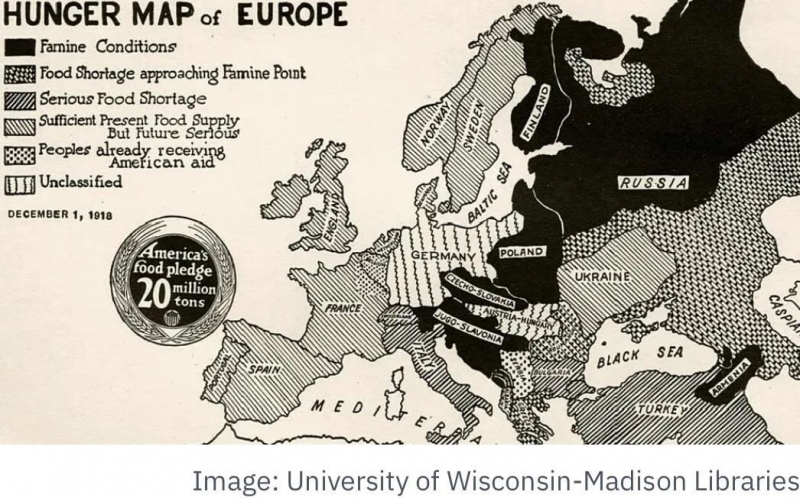 HUNGER MAP of EUROPE
Famine Conditions
Food Shortage approaching Famine Point
Serious Food Shortage
Sufficient Present Food Supply
But Future Serious
Peoples already receiving
American aid
Unclassified
DECEMBER 1, 1918
America's
food pledge
20 million
tons
NORWAY
SWEDEN
FINLAND
BALTIC SEA
RUSSIA
ENGLAND
GERMANY
POLAND
UKRAINE
CZECHO-SLOVAKIA
AUSTRIA-HUNGARY
JUGO-SLAVONIA
FRANCE
CASPIA
BLACK SEA
ARMENIA
ITALY
BULGARIA
PORTUGAL
SPAIN
TURKEY
MEDITERRA
Image: University of Wisconsin-Madison Libraries